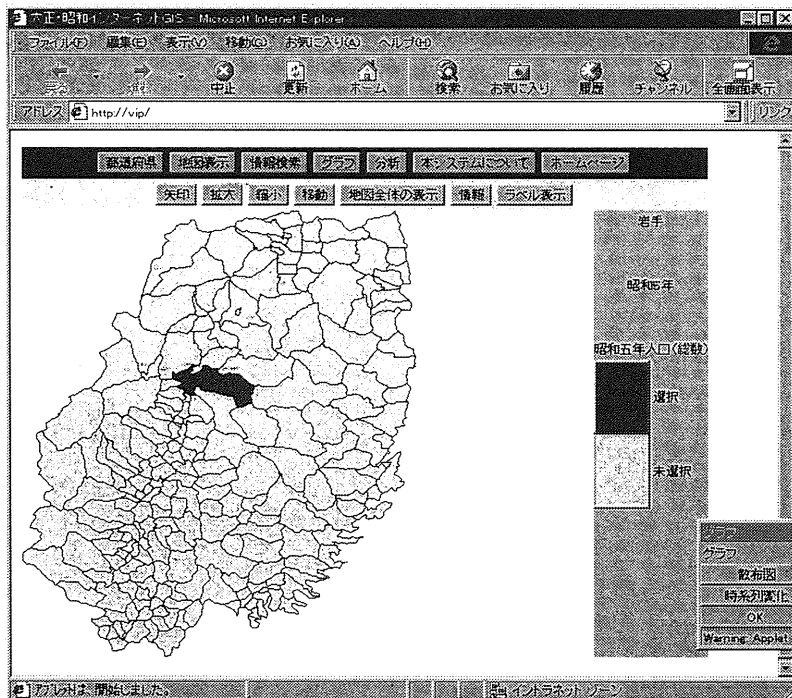 大正・昭和インターネットGIS - Microsoft Internet Explorer
ファイル(F) 編集(E) 表示(V) 移動(G) お気に入り(A) ヘルプ(H)
戻る 進む 中止 更新 ホーム 検索 お気に入り 履歴 チャンネル 全画面表示
アドレス http://vip/ リンク
都道府県 地図表示 情報検索 グラフ 分析 本システムについて ホームページ
矢印 拡大 縮小 移動 地図全体の表示 情報 ラベル表示
岩手
昭和5年
昭和五年人口(総数)
選択
未選択
グラフ
グラフ
散布図
時系列変化
OK
Warning: Applet
アプレットは、開始しました。 イントラネット ゾーン